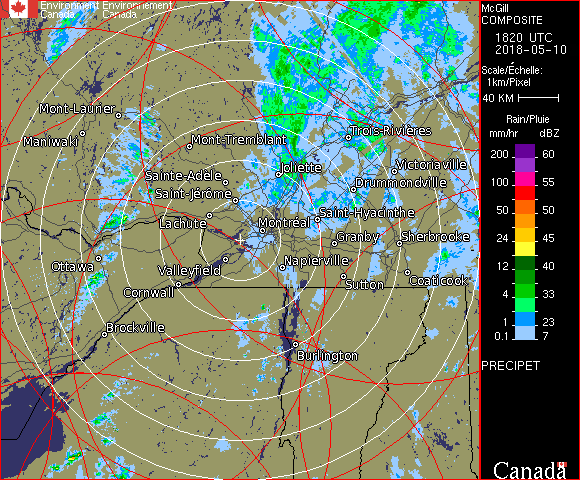 Environment Environnement
Canada Canada
McGill
COMPOSITE
1820 UTC
2018-05-10
Scale/Échelle:
1km/Pixel
40 KM
Rain/Pluie
mm/hr dBZ
200 60
150 57
100 55
50 50
24 45
12 40
4 33
1 23
0.1 7
PRECIPET
Canada
Mont-Laurier
Maniwaki
Mont-Tremblant
Trois-Rivières
Joliette
Victoriaville
Sainte-Adèle
Drummondville
Saint-Jérôme
Lachute
Saint-Hyacinthe
Montréal
Granby
Sherbrooke
Ottawa
Valleyfield
Napierville
Cornwall
Sutton
Coaticook
Brockville
Burlington